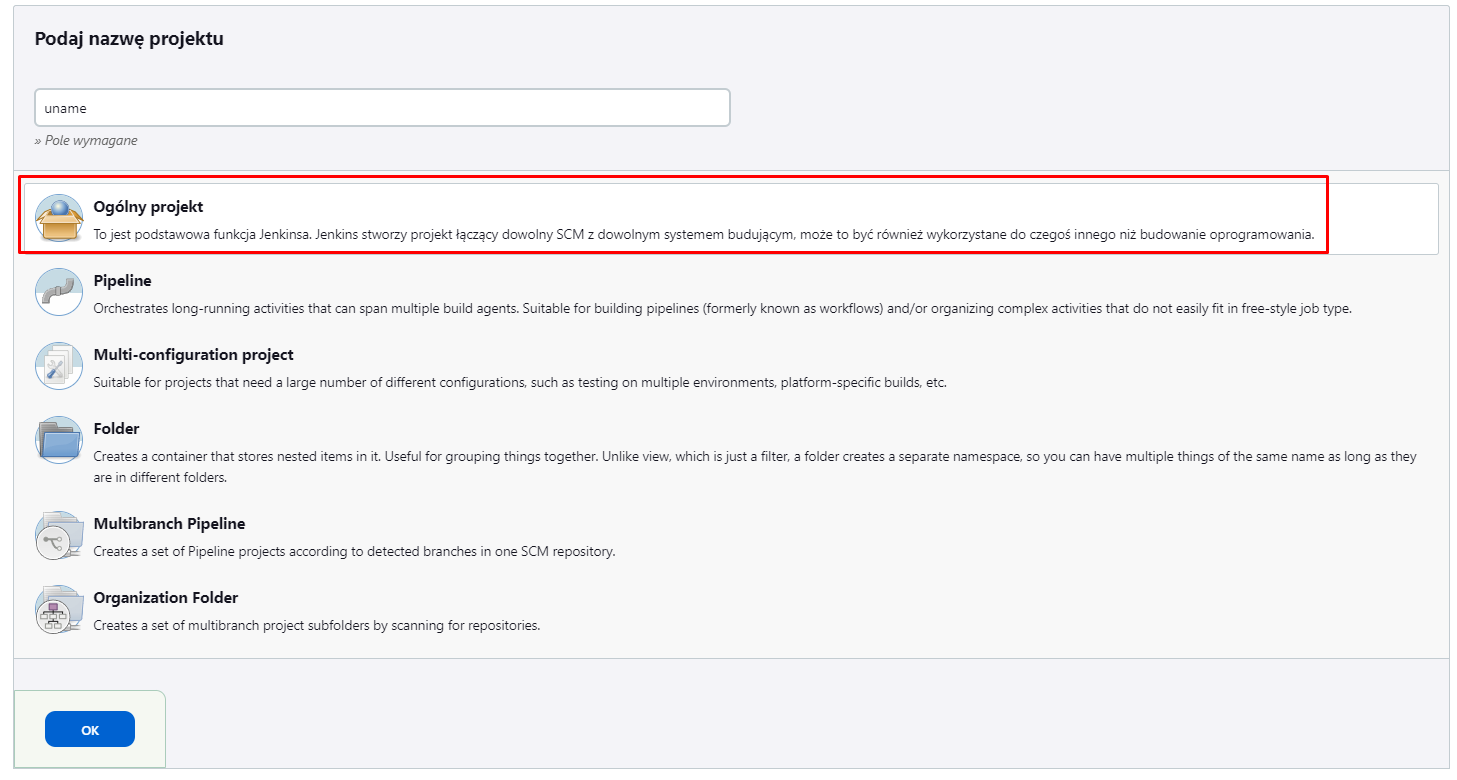 Podaj nazwę projektu
uname
» Pole wymagane
Ogólny projekt
To jest podstawowa funkcja Jenkinsa. Jenkins stworzy projekt łączący dowolny SCM z dowolnym systemem budującym, może to być również wykorzystane do czegoś innego niż budowanie oprogramowania.
Pipeline
Orchestrates long-running activities that can span multiple build agents. Suitable for building pipelines (formerly known as workflows) and/or organizing complex activities that do not easily fit in free-style job type.
Multi-configuration project
Suitable for projects that need a large number of different configurations, such as testing on multiple environments, platform-specific builds, etc.
Folder
Creates a container that stores nested items in it. Useful for grouping things together. Unlike view, which is just a filter, a folder creates a separate namespace, so you can have multiple things of the same name as long as they
are in different folders.
Multibranch Pipeline
Creates a set of Pipeline projects according to detected branches in one SCM repository.
Organization Folder
Creates a set of multibranch project subfolders by scanning for repositories.
OK